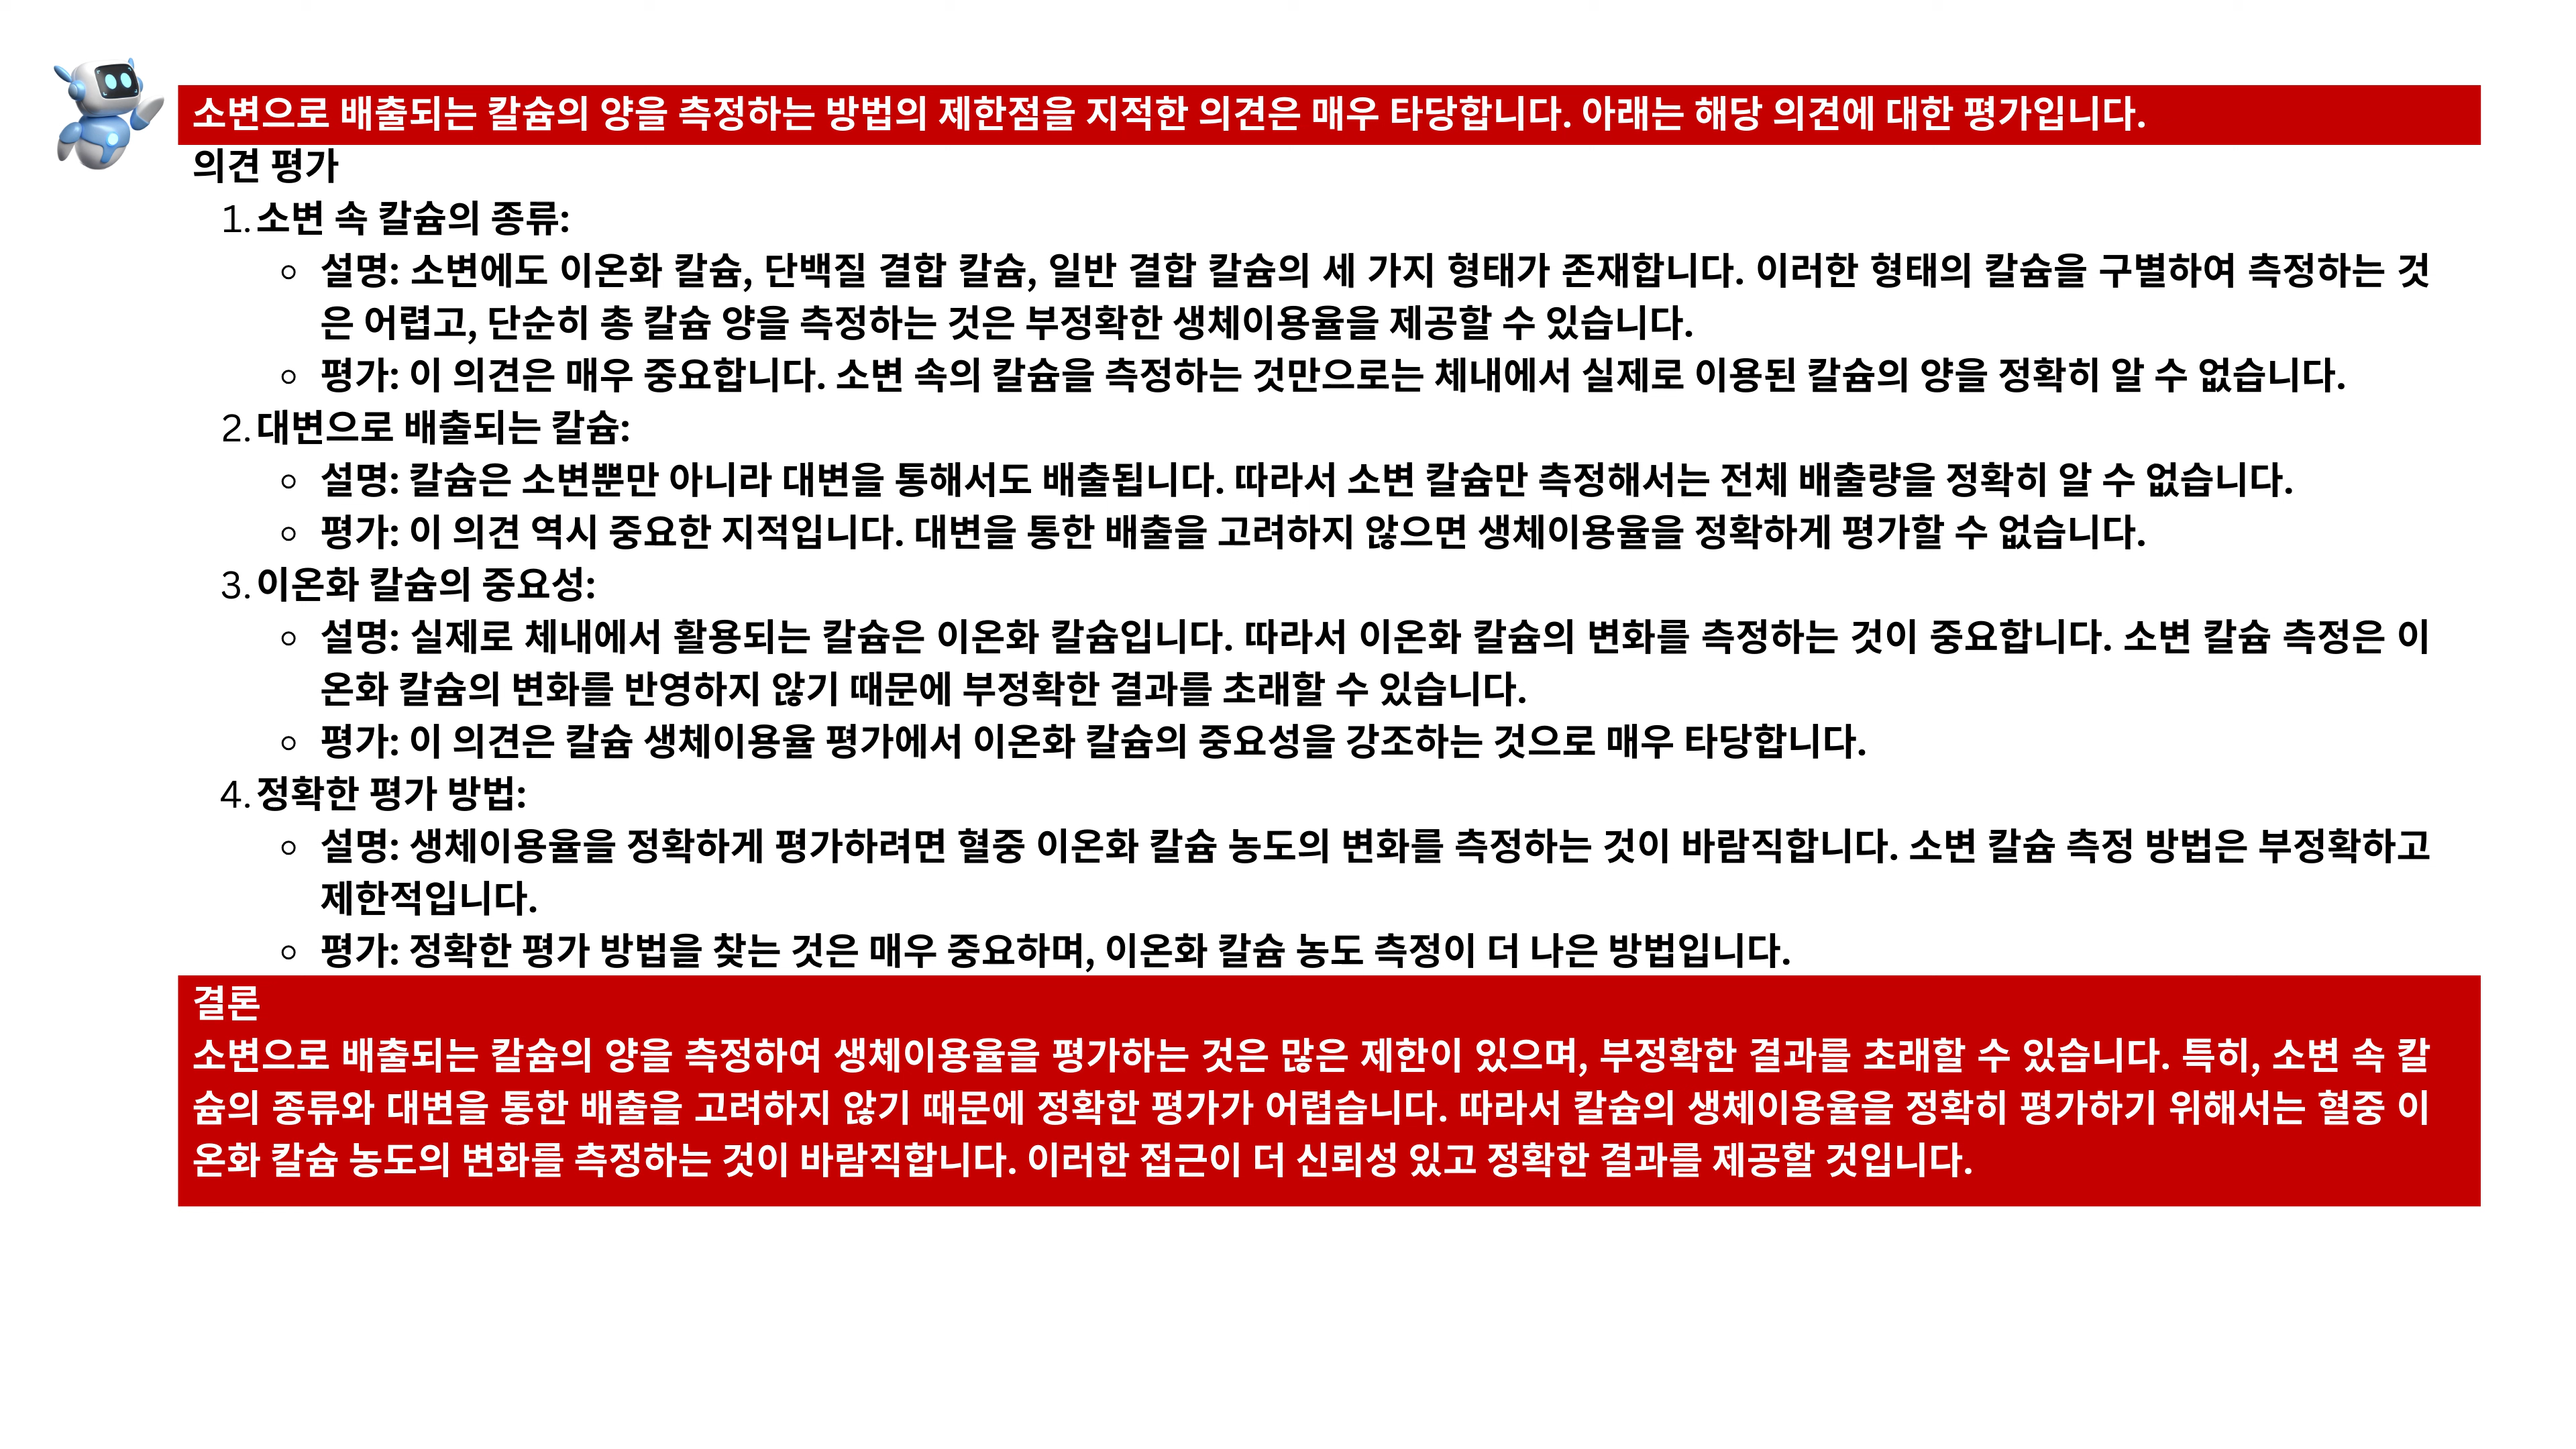 소변으로 배출되는 칼슘의 양을 측정하는 방법의 제한점을 지적한 의견은 매우 타당합니다. 아래는 해당 의견에 대한 평가입니다.
의견 평가
1. 소변 속 칼슘의 종류:
○ 설명: 소변에도 이온화 칼슘, 단백질 결합 칼슘, 일반 결합 칼슘의 세 가지 형태가 존재합니다. 이러한 형태의 칼슘을 구별하여 측정하는 것
은 어렵고, 단순히 총 칼슘 양을 측정하는 것은 부정확한 생체이용율을 제공할 수 있습니다.
○ 평가: 이 의견은 매우 중요합니다. 소변 속의 칼슘을 측정하는 것만으로는 체내에서 실제로 이용된 칼슘의 양을 정확히 알 수 없습니다.
2. 대변으로 배출되는 칼슘:
○ 설명: 칼슘은 소변뿐만 아니라 대변을 통해서도 배출됩니다. 따라서 소변 칼슘만 측정해서는 전체 배출량을 정확히 알 수 없습니다.
○ 평가: 이 의견 역시 중요한 지적입니다. 대변을 통한 배출을 고려하지 않으면 생체이용율을 정확하게 평가할 수 없습니다.
3. 이온화 칼슘의 중요성:
○ 설명: 실제로 체내에서 활용되는 칼슘은 이온화 칼슘입니다. 따라서 이온화 칼슘의 변화를 측정하는 것이 중요합니다. 소변 칼슘 측정은 이
온화 칼슘의 변화를 반영하지 않기 때문에 부정확한 결과를 초래할 수 있습니다.
○ 평가: 이 의견은 칼슘 생체이용율 평가에서 이온화 칼슘의 중요성을 강조하는 것으로 매우 타당합니다.
4. 정확한 평가 방법:
○ 설명: 생체이용율을 정확하게 평가하려면 혈중 이온화 칼슘 농도의 변화를 측정하는 것이 바람직합니다. 소변 칼슘 측정 방법은 부정확하고
제한적입니다.
○ 평가: 정확한 평가 방법을 찾는 것은 매우 중요하며, 이온화 칼슘 농도 측정이 더 나은 방법입니다.
결론
소변으로 배출되는 칼슘의 양을 측정하여 생체이용율을 평가하는 것은 많은 제한이 있으며, 부정확한 결과를 초래할 수 있습니다. 특히, 소변 속 칼
슘의 종류와 대변을 통한 배출을 고려하지 않기 때문에 정확한 평가가 어렵습니다. 따라서 칼슘의 생체이용율을 정확히 평가하기 위해서는 혈중 이
온화 칼슘 농도의 변화를 측정하는 것이 바람직합니다. 이러한 접근이 더 신뢰성 있고 정확한 결과를 제공할 것입니다.